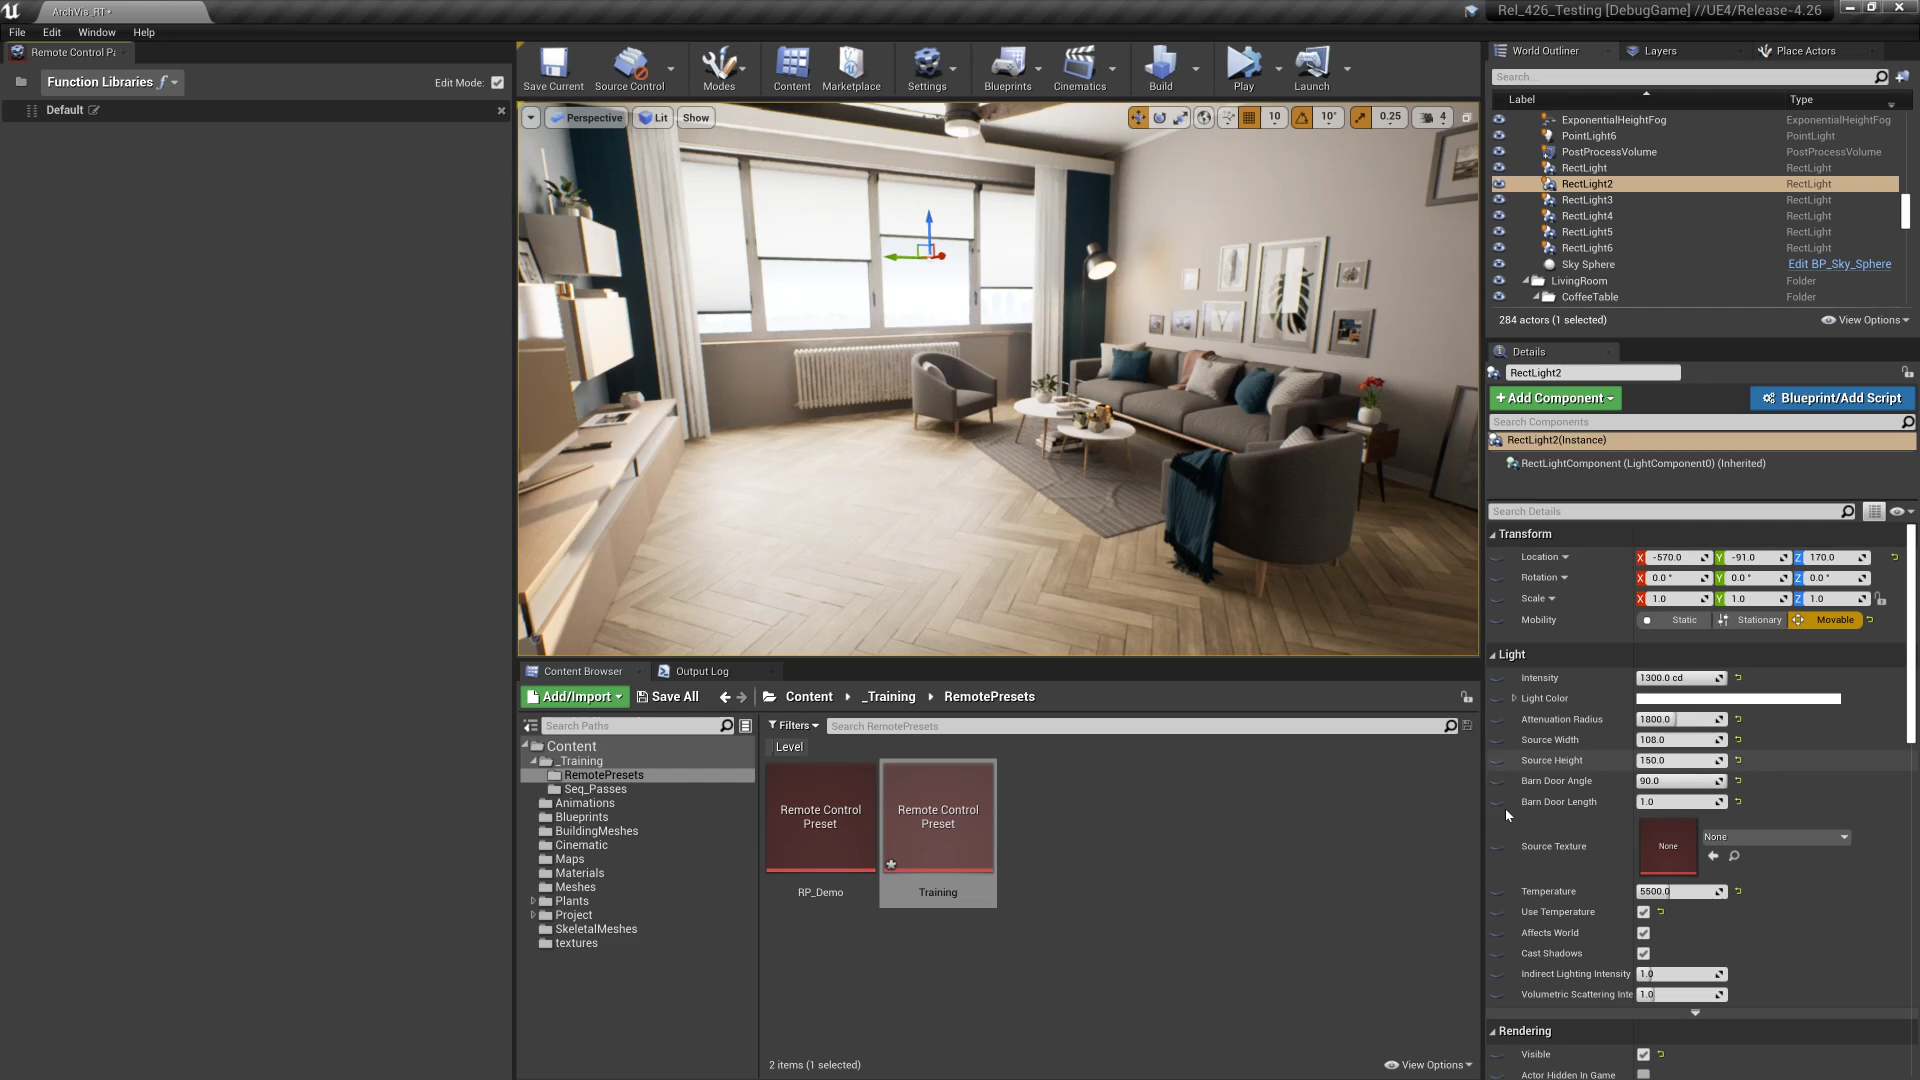 ArchVis_RT•
Rel_426_Testing [DebugGame] //UE4/Release-4.26
File Edit Window Help
Remote Control Pa
Function Libraries
Edit Mode:
Default
Save Current
Source Control
Modes
Content
Marketplace
Settings
Blueprints
Cinematics
Build
Play
Launch
Perspective
Lit
Show
10
10°
0.25
4
World Outliner
Layers
Place Actors
Search...
Label
Type
ExponentialHeightFog ExponentialHeightFog
PointLight6 PointLight
PostProcessVolume PostProcessVolume
RectLight RectLight
RectLight2 RectLight
RectLight3 RectLight
RectLight4 RectLight
RectLight5 RectLight
RectLight6 RectLight
Sky Sphere Edit BP_Sky_Sphere
LivingRoom Folder
CoffeeTable Folder
284 actors (1 selected)
View Options
Details
RectLight2
+Add Component
Blueprint/Add Script
Search Components
RectLight2(Instance)
RectLightComponent (LightComponent0) (Inherited)
Search Details
Transform
Location X -570.0 Y -91.0 Z 170.0
Rotation X 0.0 ° Y 0.0 ° Z 0.0 °
Scale X 1.0 Y 1.0 Z 1.0
Mobility Static Stationary Movable
Light
Intensity 1300.0 cd
Light Color
Attenuation Radius 1800.0
Source Width 108.0
Source Height 150.0
Barn Door Angle 90.0
Barn Door Length 1.0
Source Texture None None
Temperature 5500.0
Use Temperature
Affects World
Cast Shadows
Indirect Lighting Intensity 1.0
Volumetric Scattering Inte 1.0
Rendering
Visible
Actor Hidden In Game
Content Browser
Output Log
Add/Import
Save All
Content
_Training
RemotePresets
Search Paths
Filters
Search RemotePresets
Level
Content
_Training
RemotePresets
Seq_Passes
Animations
Blueprints
BuildingMeshes
Cinematic
Maps
Materials
Meshes
Plants
Project
SkeletalMeshes
textures
Remote Control
Preset
RP_Demo
Remote Control
Preset
Training
2 items (1 selected)
View Options